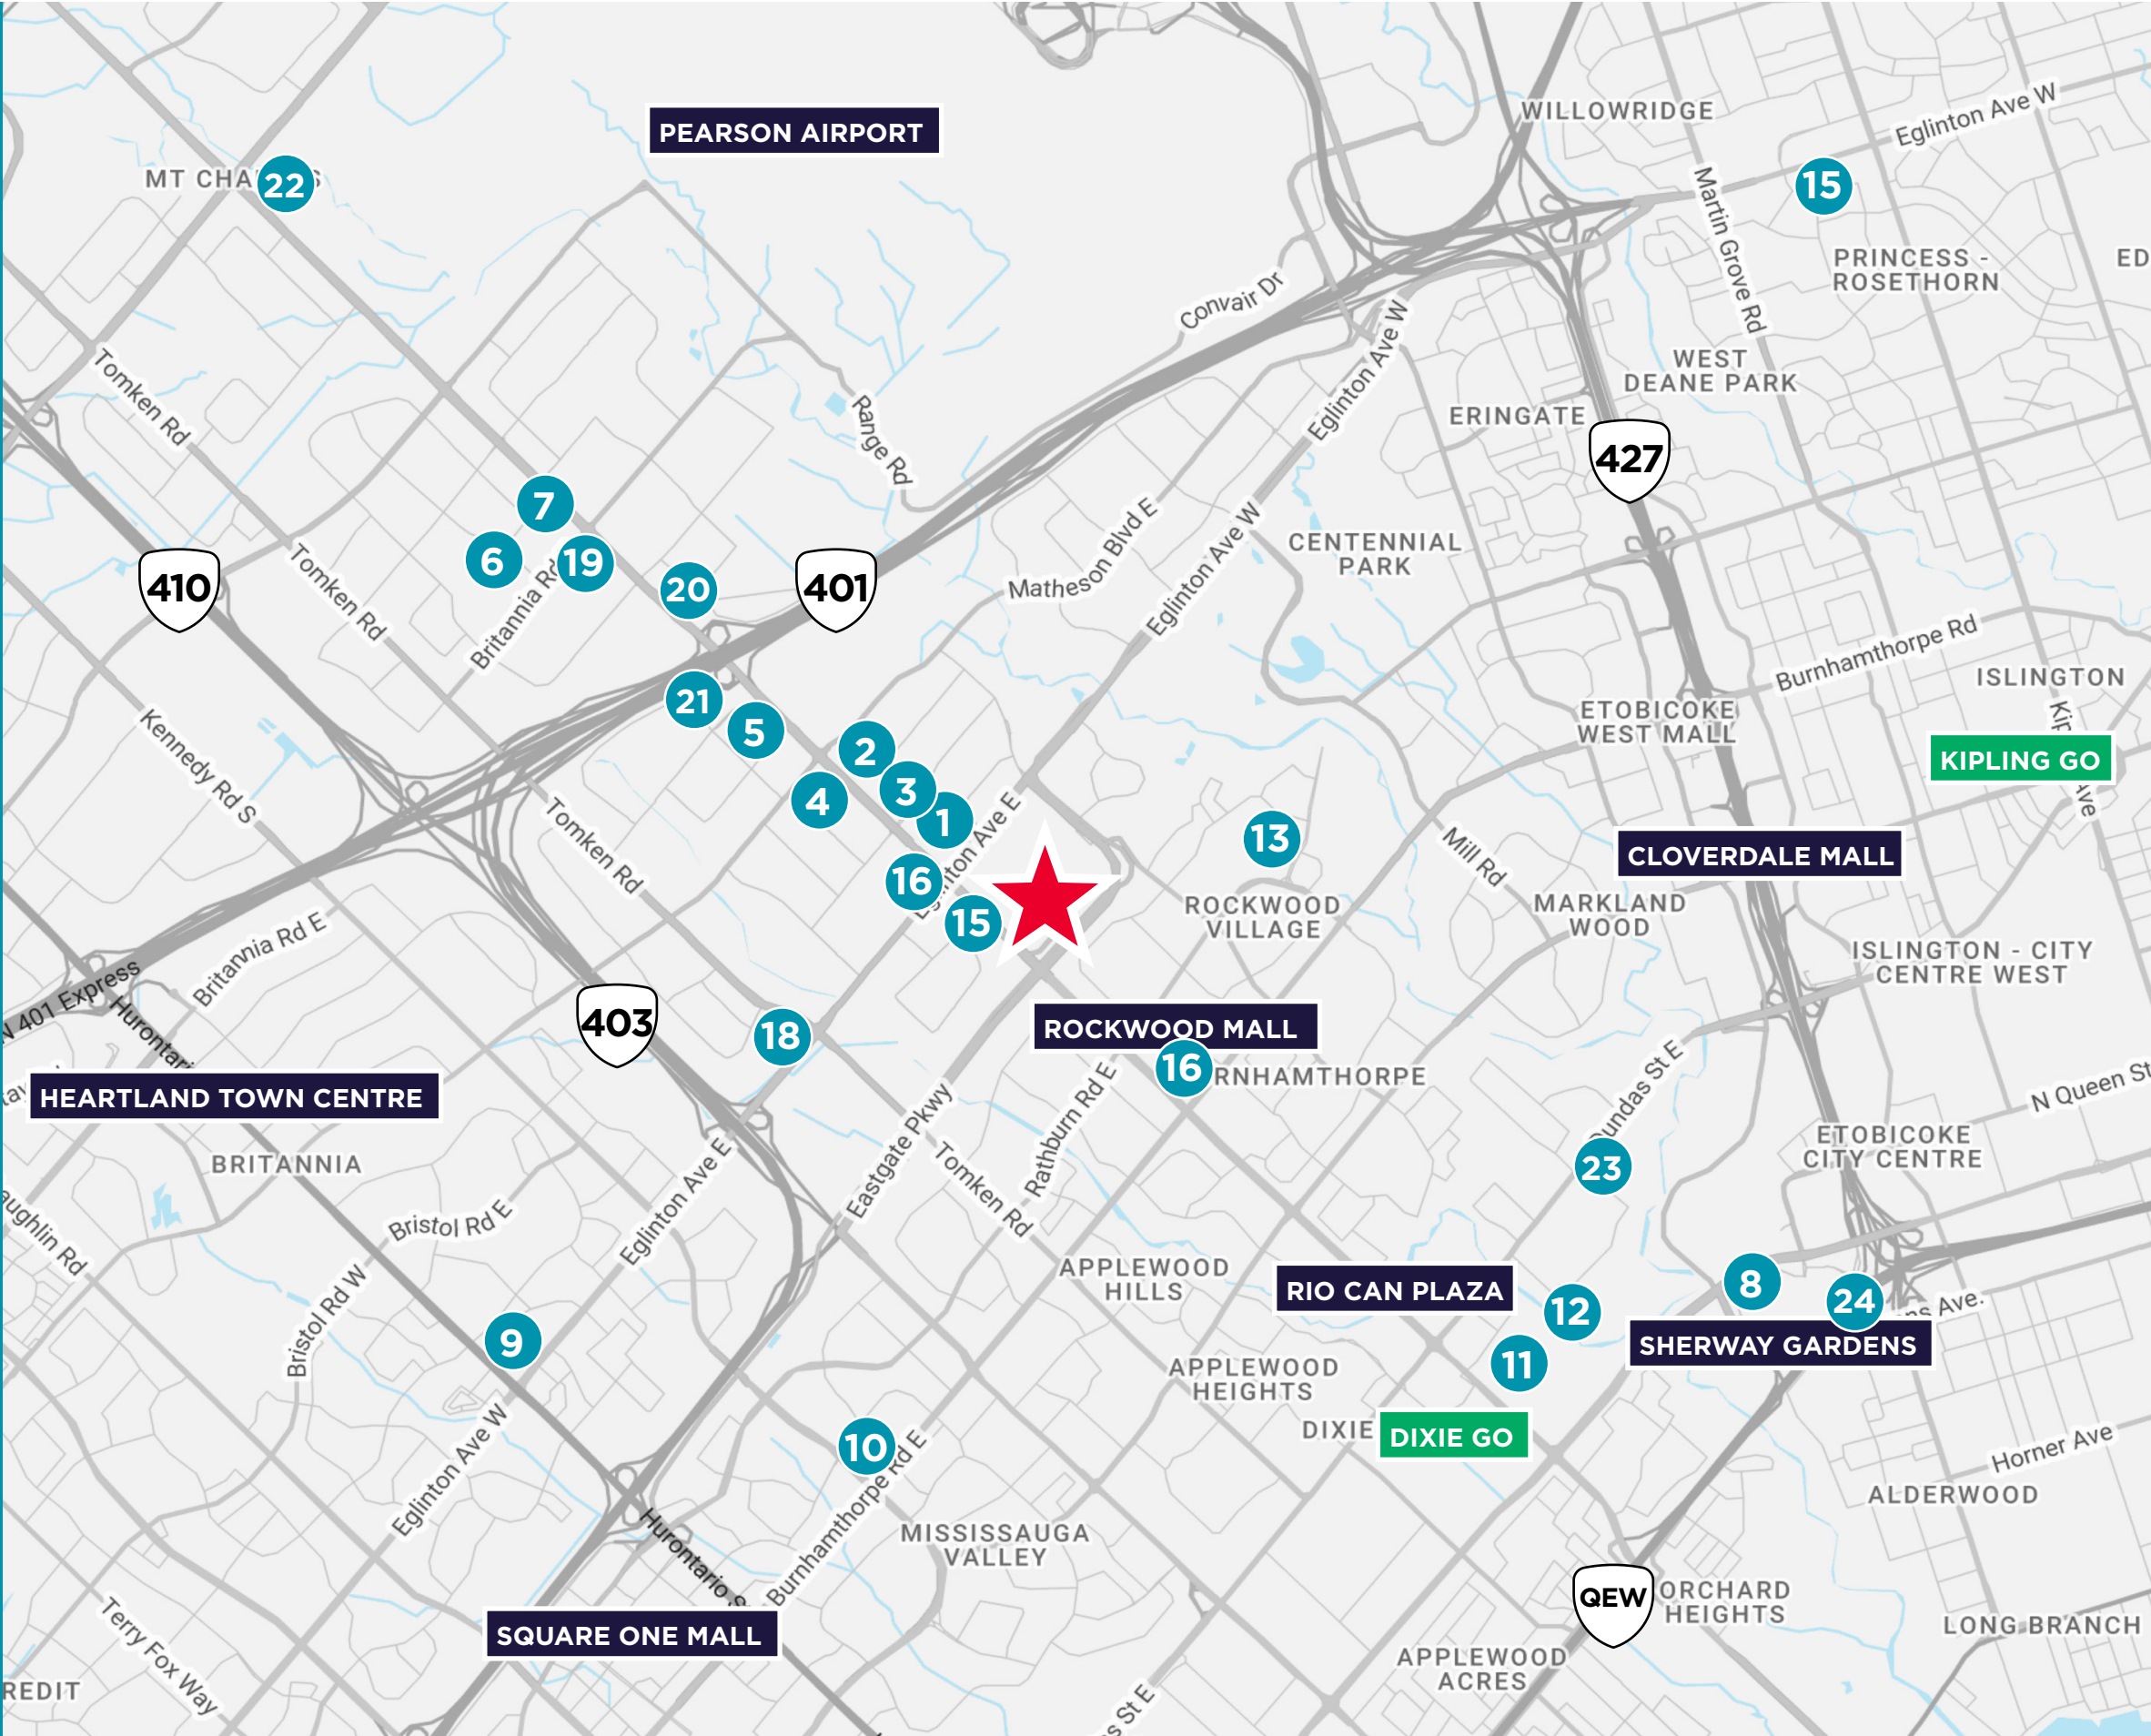 WILLOWRIDGE
Eglinton Ave W
PEARSON AIRPORT
MT CHA
22
15
Martin Grove Rd
PRINCESS -
ROSETHORN
ED
Convair Dr
Eglinton Ave W
WEST
DEANE PARK
Tomken Rd
Range Rd
ERINGATE
427
7
6
19
Britannia Rd
20
410
401
Tomken Rd
Matheson Blvd E
Eglinton Ave W
CENTENNIAL
PARK
Burnhamthorpe Rd
ISLINGTON
21
5
2
3
4
1
Kennedy Rd S
Tomken Rd
Eglinton Ave E
ETOBICOKE
WEST MALL
KIPLING GO
13
Mill Rd
CLOVERDALE MALL
16
15
ROCKWOOD
VILLAGE
MARKLAND
WOOD
ISLINGTON - CITY
CENTRE WEST
Britannia Rd E
N 401 Express
403
18
ROCKWOOD MALL
16
RNHAMTHORPE
HEARTLAND TOWN CENTRE
N Queen St
BRITANNIA
Eastgate Pkwy
Rathburn Rd E
Tomken Rd
23
ETOBICOKE
CITY CENTRE
Bristol Rd E
Eglinton Ave E
APPLEWOOD
HILLS
RIO CAN PLAZA
12
8
24
Bristol Rd W
9
11
SHERWAY GARDENS
APPLEWOOD
HEIGHTS
DIXIE
DIXIE GO
10
Eglinton Ave W
Burnhamthorpe Rd E
Horner Ave
ALDERWOOD
MISSISSAUGA
VALLEY
SQUARE ONE MALL
QEW
ORCHARD
HEIGHTS
LONG BRANCH
Terry Fox Way
APPLEWOOD
ACRES
REDIT
St E